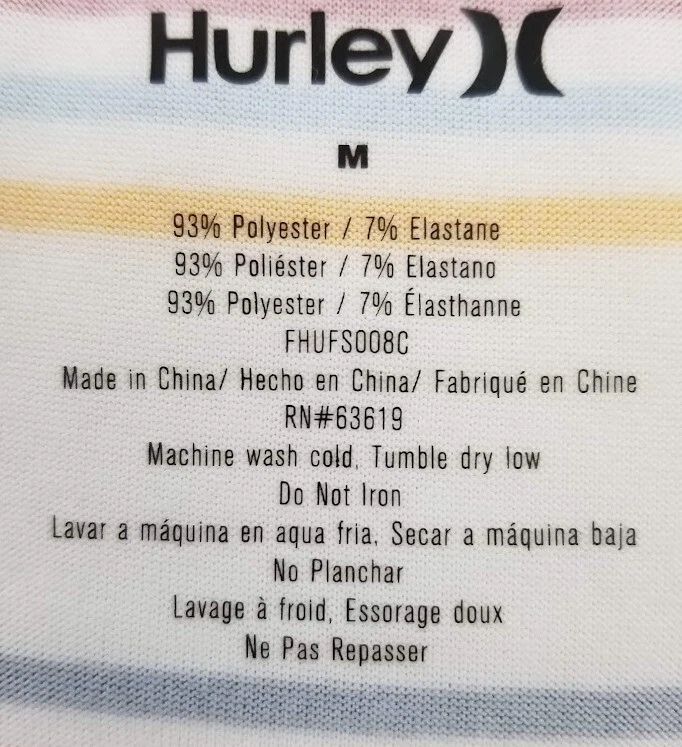 Hurley
M
93% Polyester / 7% Elastane
93% Poliéster / 7% Elastano
93% Polyester / 7% Élasthanne
FHUFS008C
Made in China/ Hecho en China/ Fabriqué en Chine
RN#63619
Machine wash cold, Tumble dry low
Do Not Iron
Lavar a máquina en aqua fria, Secar a máquina baja
No Planchar
Lavage à froid, Essorage doux
Ne Pas Repasser